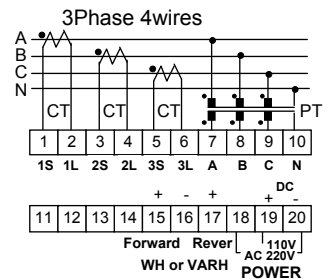 3Phase 4wires
A
B
C
N
CT CT CT PT
1 2 3 4 5 6 7 8 9 10
1S 1L 2S 2L 3S 3L A B C N
+ - + + DC -
11 12 13 14 15 16 17 18 19 20
Forward Rever 110V
AC 220V
WH or VARH POWER